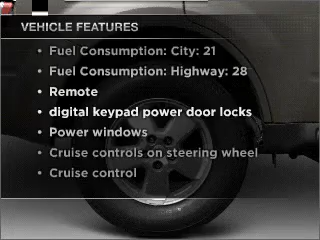 VEHICLE FEATURES
• Fuel Consumption: City: 21
• Fuel Consumption: Highway: 28
• Remote
• digital keypad power door locks
• Power windows
• Cruise controls on steering wheel
• Cruise control